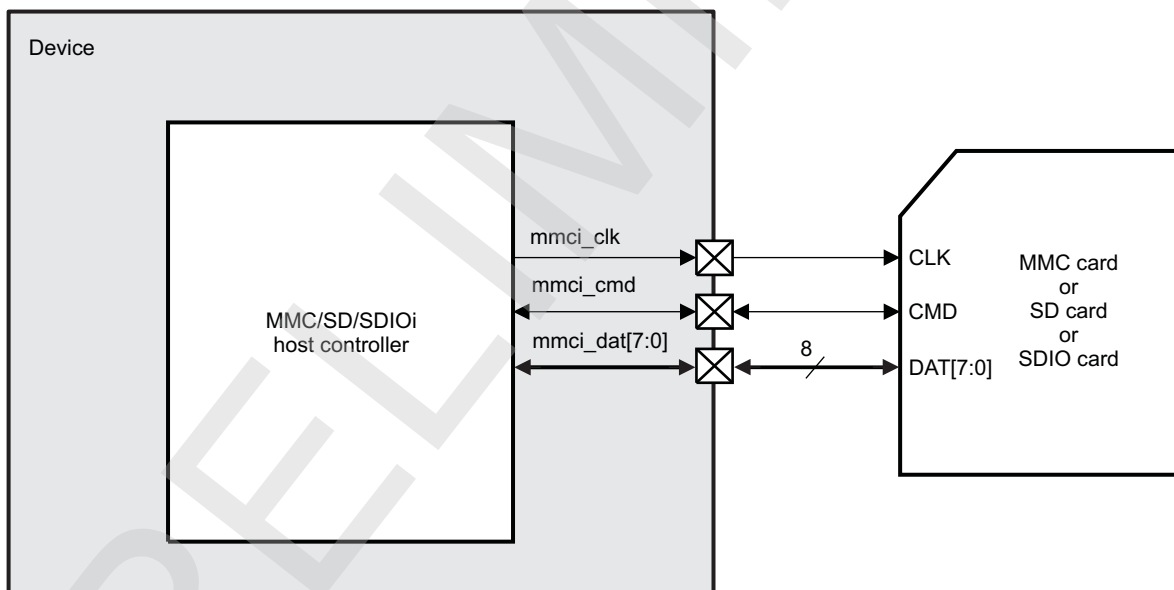 Device
mmci_clk
CLK
MMC card
or
SD card
or
SDIO card
mmci_cmd
CMD
MMC/SD/SDIOi
host controller
mmci_dat[7:0]
8
DAT[7:0]